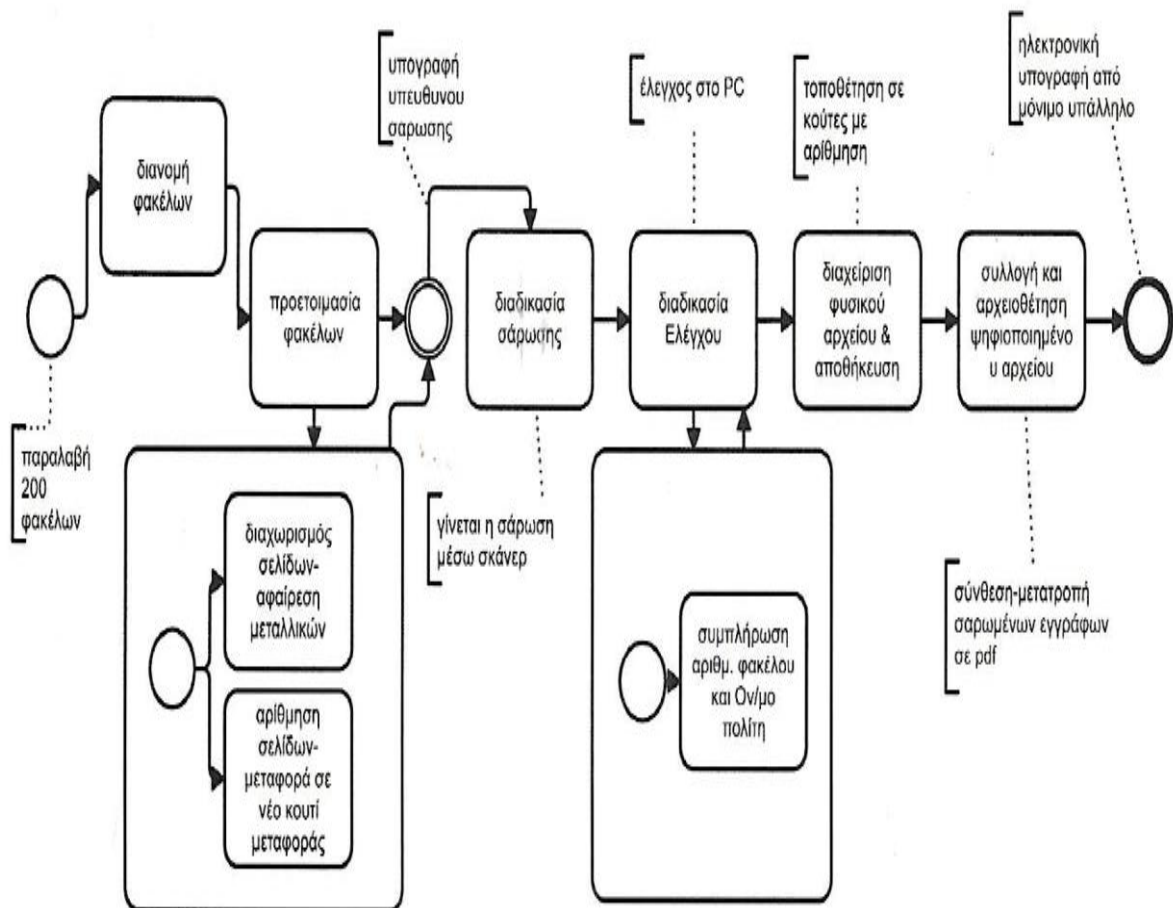 υπογραφή
υπευθυνου
σαρωσης
έλεγχος στο PC
τοποθέτηση σε
κούτες με
αρίθμηση
ηλεκτρονική
υπογραφή από
μόνιμο υπάλληλο
διανομή
φακέλων
προετοιμασία
φακέλων
διαδικασία
σάρωσης
διαδικασία
Ελέγχου
διαχείριση
φυσικού
αρχείου &
αποθήκευση
συλλογή και
αρχειοθέτηση
ψηφιοποιημένο
υ αρχείου
παραλαβή
200
φακέλων
διαχωρισμός
σελίδων-
αφαίρεση
μεταλλικών
αρίθμηση
σελίδων-
μεταφορά σε
νέο κουτί
μεταφοράς
γίνεται η σάρωση
μέσω σκάνερ
συμπλήρωση
αριθμ. φακέλου
και Ον/μο
πολίτη
σύνθεση-μετατροπή
σαρωμένων εγγράφων
σε pdf